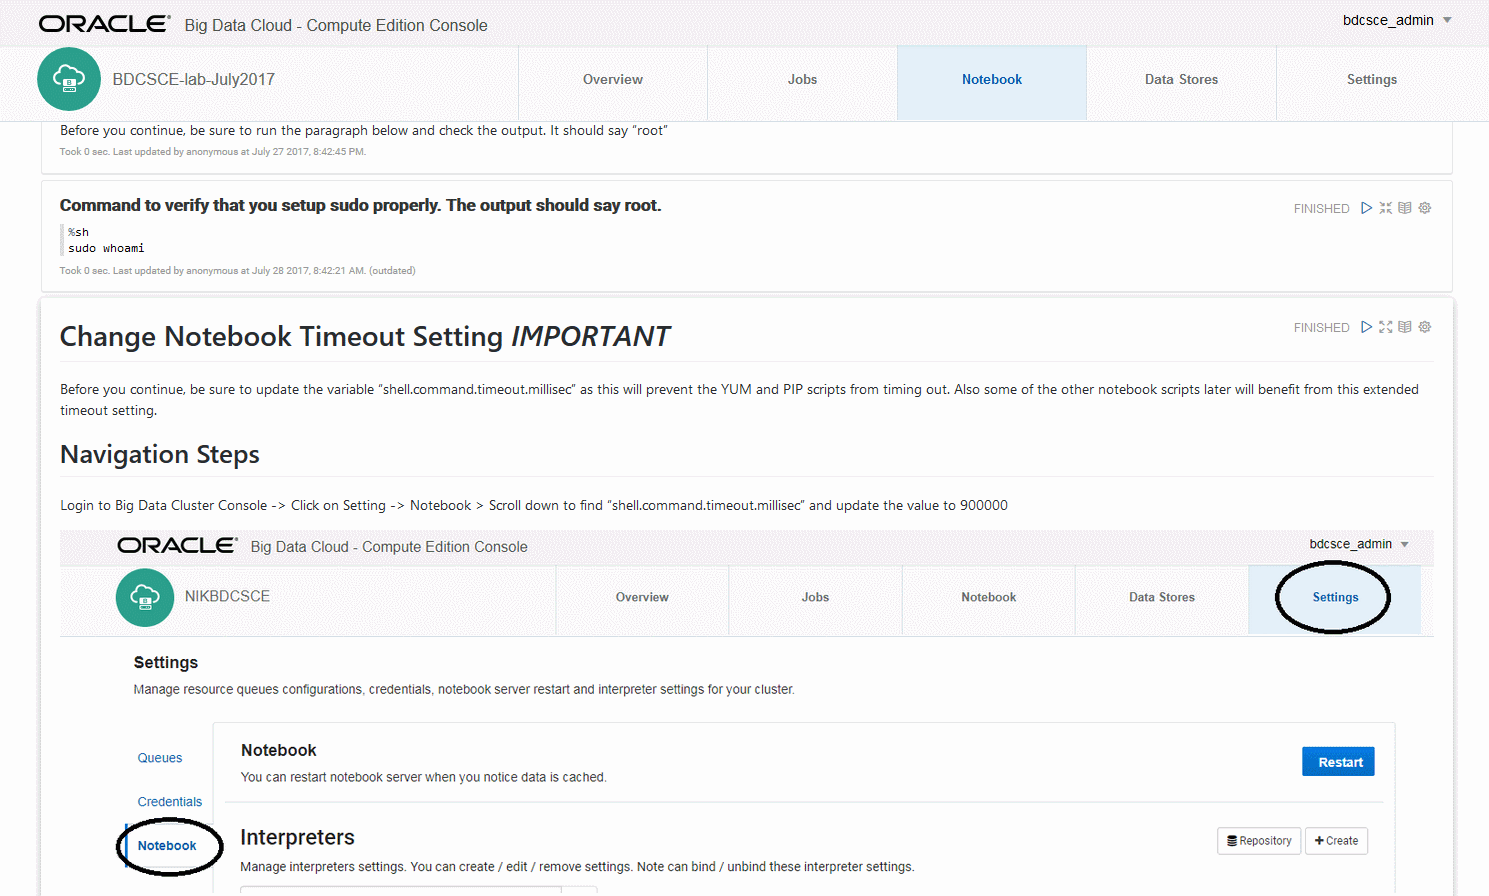 ORACLE® Big Data Cloud - Compute Edition Console
bdcsce_admin
BDCSCE-lab-July2017
Overview
Jobs
Notebook
Data Stores
Settings
Before you continue, be sure to run the paragraph below and check the output. It should say “root”
Took 0 sec. Last updated by anonymous at July 27 2017, 8:42:45 PM.
Command to verify that you setup sudo properly. The output should say root.
FINISHED
%sh
sudo whoami
Took 0 sec. Last updated by anonymous at July 28 2017, 8:42:21 AM. (outdated)
Change Notebook Timeout Setting IMPORTANT
FINISHED
Before you continue, be sure to update the variable “shell.command.timeout.millisec” as this will prevent the YUM and PIP scripts from timing out. Also some of the other notebook scripts later will benefit from this extended
timeout setting.
Navigation Steps
Login to Big Data Cluster Console -> Click on Setting -> Notebook > Scroll down to find “shell.command.timeout.millisec” and update the value to 900000
ORACLE® Big Data Cloud - Compute Edition Console
bdcsce_admin
NIKBDCSCE
Overview
Jobs
Notebook
Data Stores
Settings
Settings
Manage resource queues configurations, credentials, notebook server restart and interpreter settings for your cluster.
Queues
Credentials
Notebook
Notebook
You can restart notebook server when you notice data is cached.
Restart
Interpreters
Repository
Create
Manage interpreters settings. You can create / edit / remove settings. Note can bind / unbind these interpreter settings.